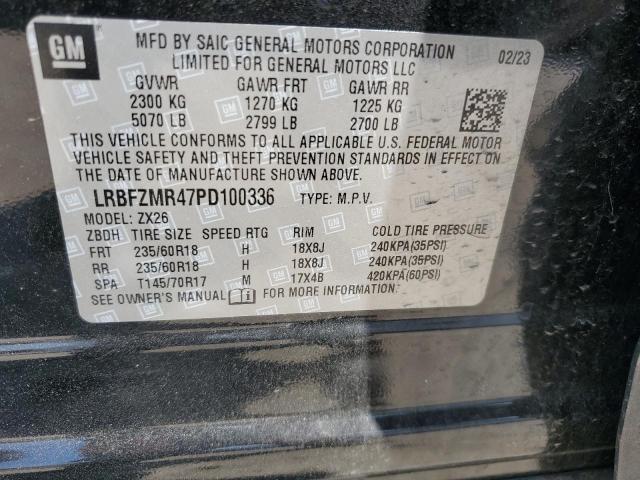 GM
MFD BY SAIC GENERAL MOTORS CORPORATION 02/23
LIMITED FOR GENERAL MOTORS LLC
GVWR GAWR FRT GAWR RR
2300 KG 1270 KG 1225 KG
5070 LB 2799 LB 2700 LB
THIS VEHICLE CONFORMS TO ALL APPLICABLE U.S. FEDERAL MOTOR
VEHICLE SAFETY AND THEFT PREVENTION STANDARDS IN EFFECT ON
THE DATE OF MANUFACTURE SHOWN ABOVE.
LRBFZMR47PD100336 TYPE: M.P.V.
MODEL: ZX26
ZBDH TIRE SIZE SPEED RTG RIM COLD TIRE PRESSURE
FRT 235/60R18 H 18X8J 240KPA(35PSI)
RR 235/60R18 H 18X8J 240KPA(35PSI)
SPA T145/70R17 M 17X4B 420KPA(60PSI)
SEE OWNER'S MANUAL FOR MORE INFORMATION.